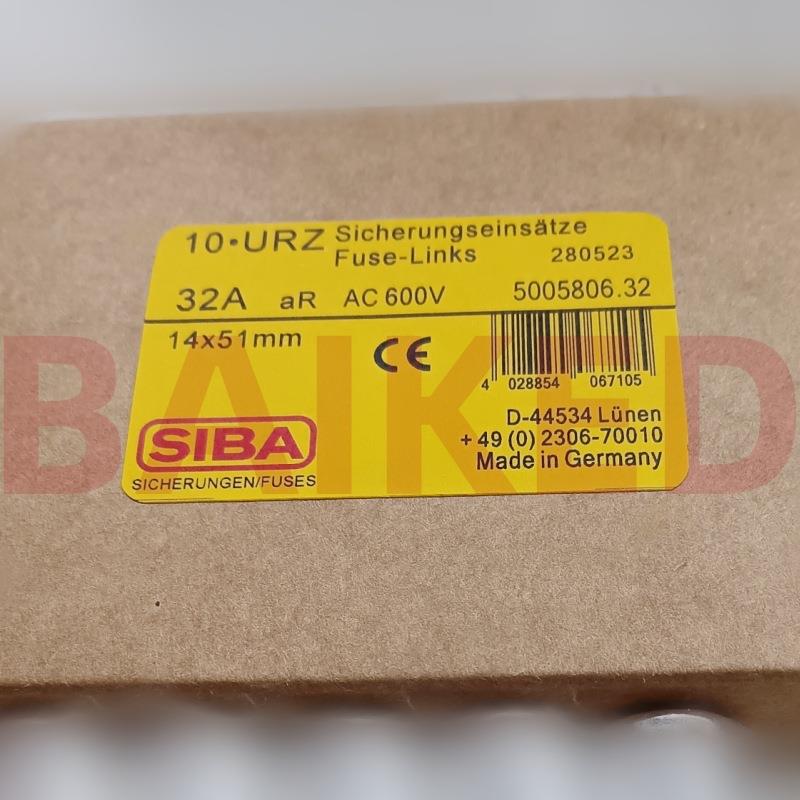 10•URZ Sicherungseinsätze
Fuse-Links 280523
32A aR AC 600V 5005806.32
14x51mm
CE
4 028854 067105
SIBA
SICHERUNGEN/FUSES
D-44534 Lünen
+49 (0) 2306-70010
Made in Germany
BAIKED